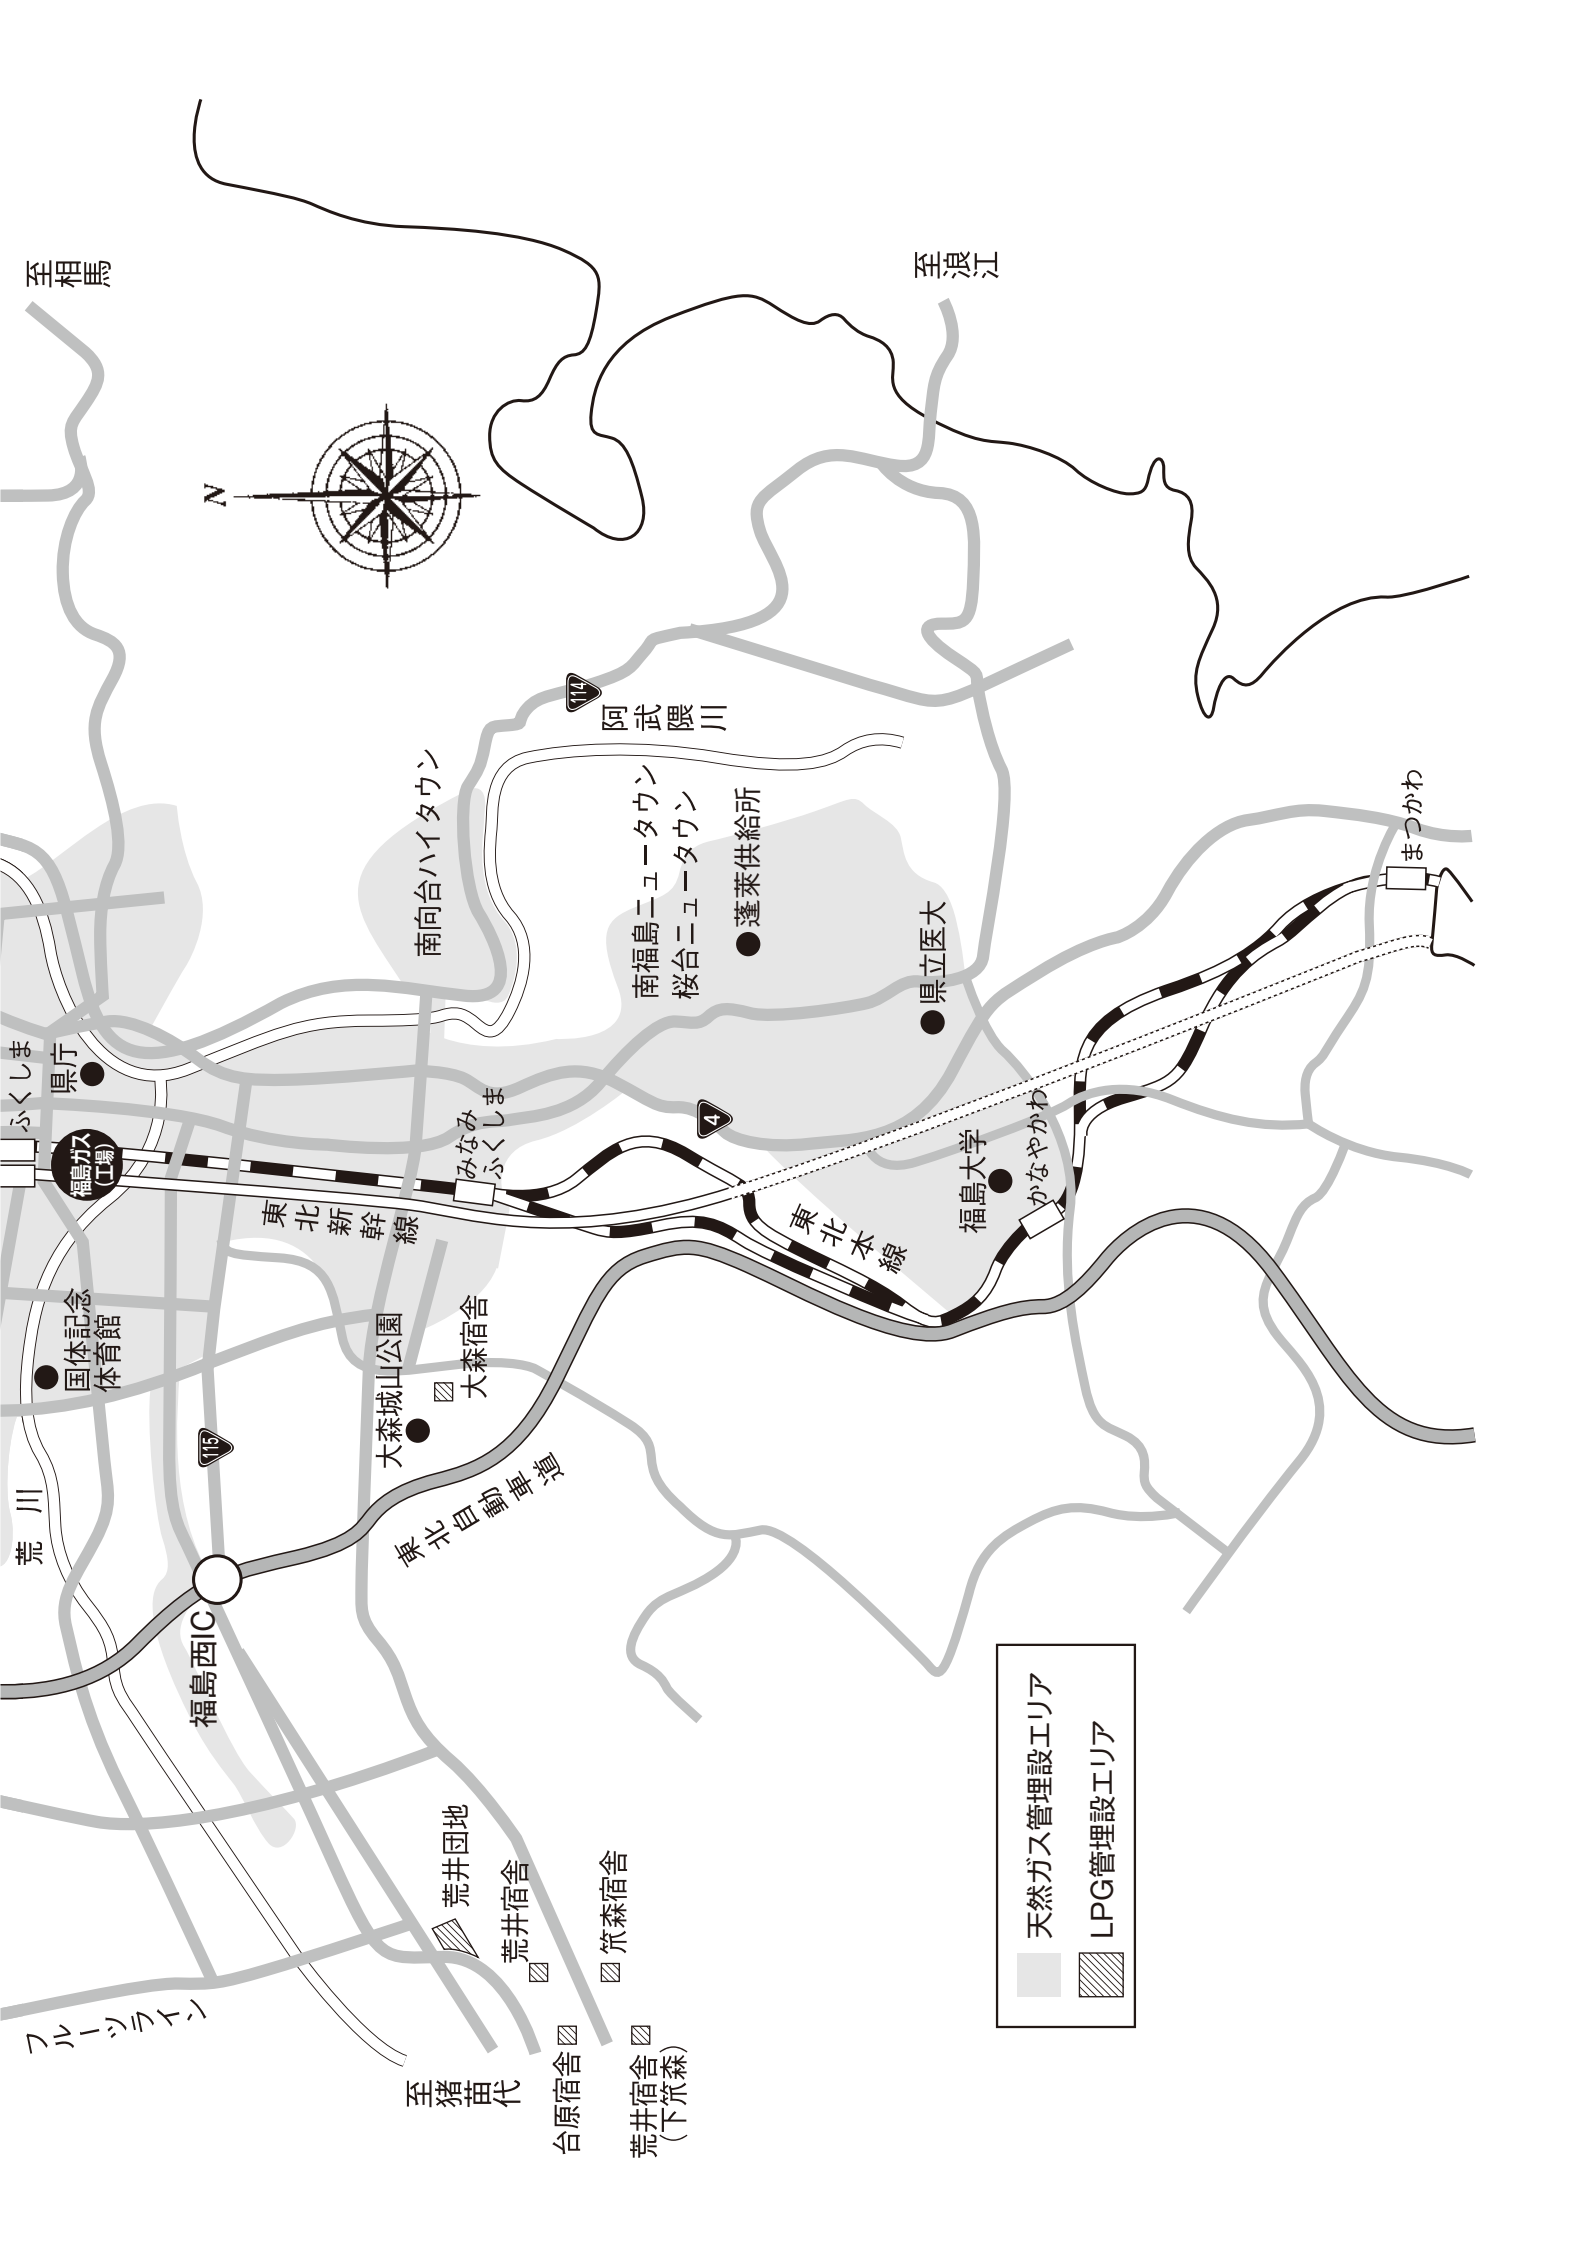 至相馬
N
至浪江
114
阿武隈川
南向台ハイタウン
南福島ニュータウン
桜台ニュータウン
蓬萊供給所
県立医大
まつかわ
ふくしま
県庁
福島ガス
(工場)
みなみ
ふくしま
4
東北新幹線
東北本線
福島大学
かなやかわ
国体記念
体育館
大森城山公園
大森宿舎
115
荒川
東北自動車道
福島西IC
荒井団地
荒井宿舎
笊森宿舎
フルーツライン
至猪苗代
台原宿舎
荒井宿舎
(下笊森)
天然ガス管埋設エリア
LPG管埋設エリア